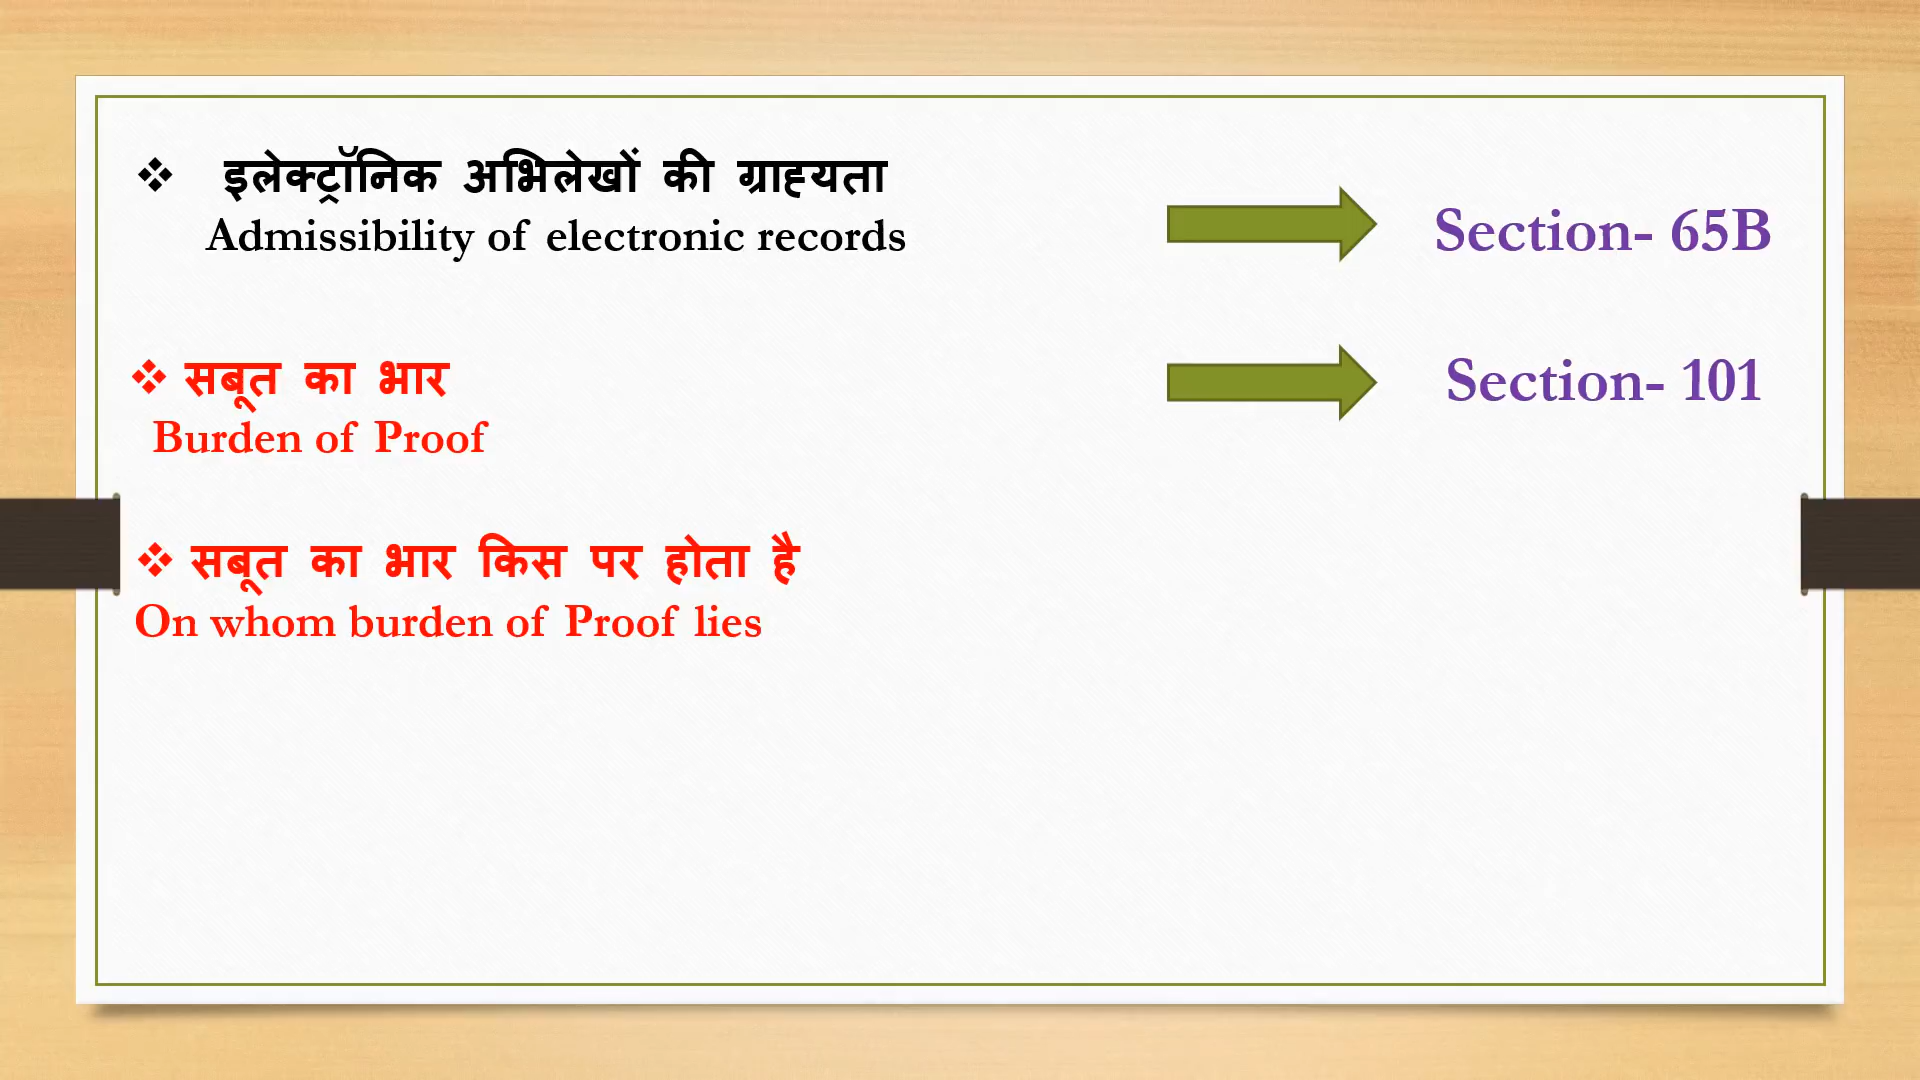 ❖ इलेक्ट्रॉनिक अभिलेखों की ग्राह्यता
Admissibility of electronic records
Section- 65B
❖ सबूत का भार
Burden of Proof
Section- 101
❖ सबूत का भार किस पर होता है
On whom burden of Proof lies